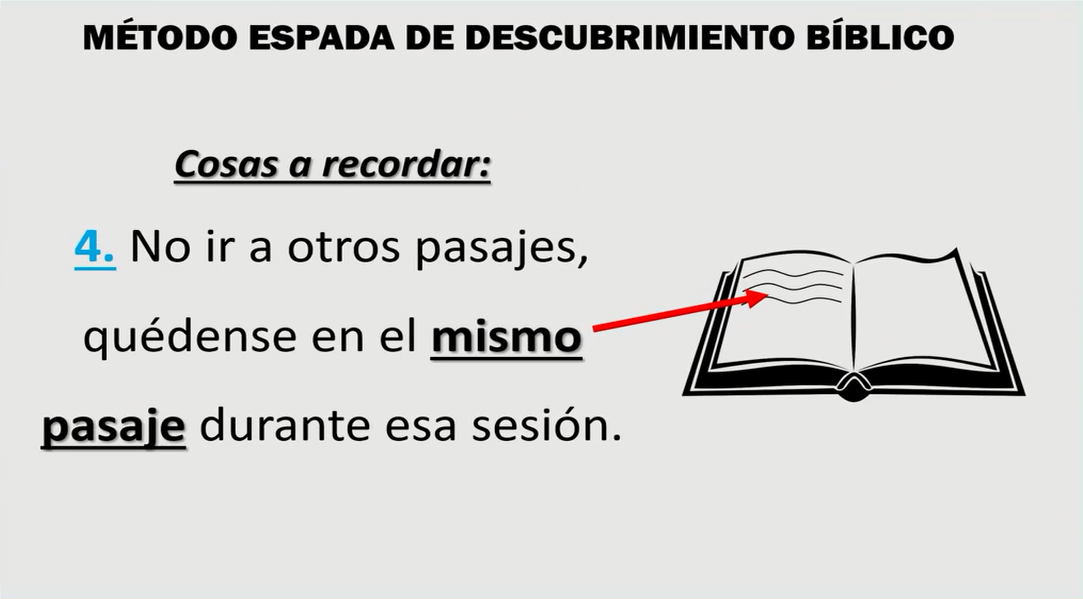 MÉTODO ESPADA DE DESCUBRIMIENTO BÍBLICO
Cosas a recordar:
4. No ir a otros pasajes,
quédense en el mismo
pasaje durante esa sesión.